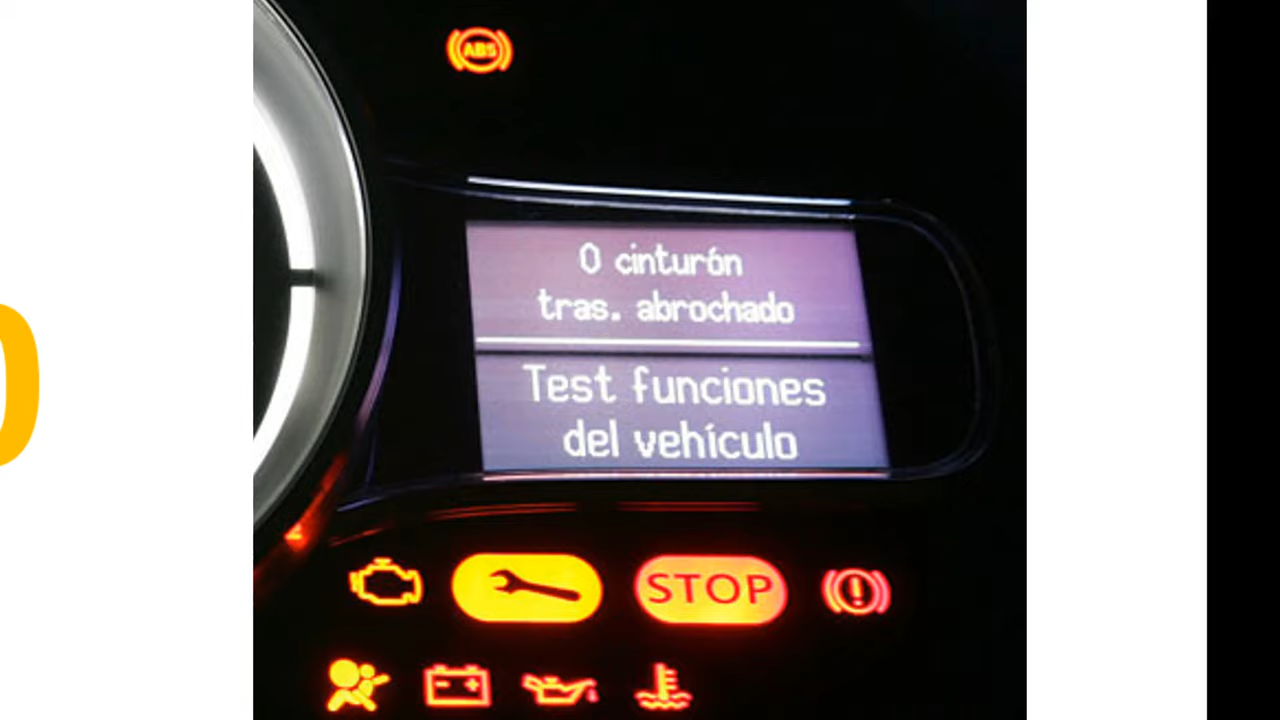 ABS
0 cinturón
tras. abrochado
Test funciones
del vehículo
STOP